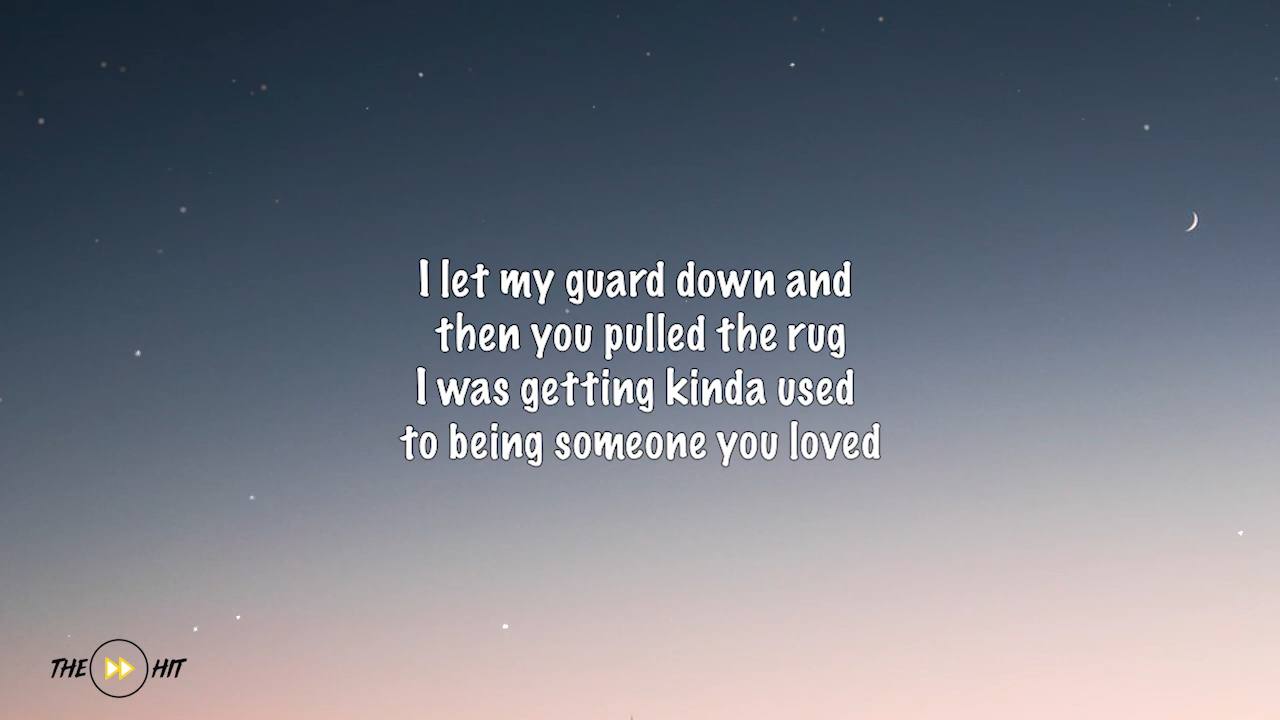 I let my guard down and
then you pulled the rug
I was getting kinda used
to being someone you loved
THE HIT